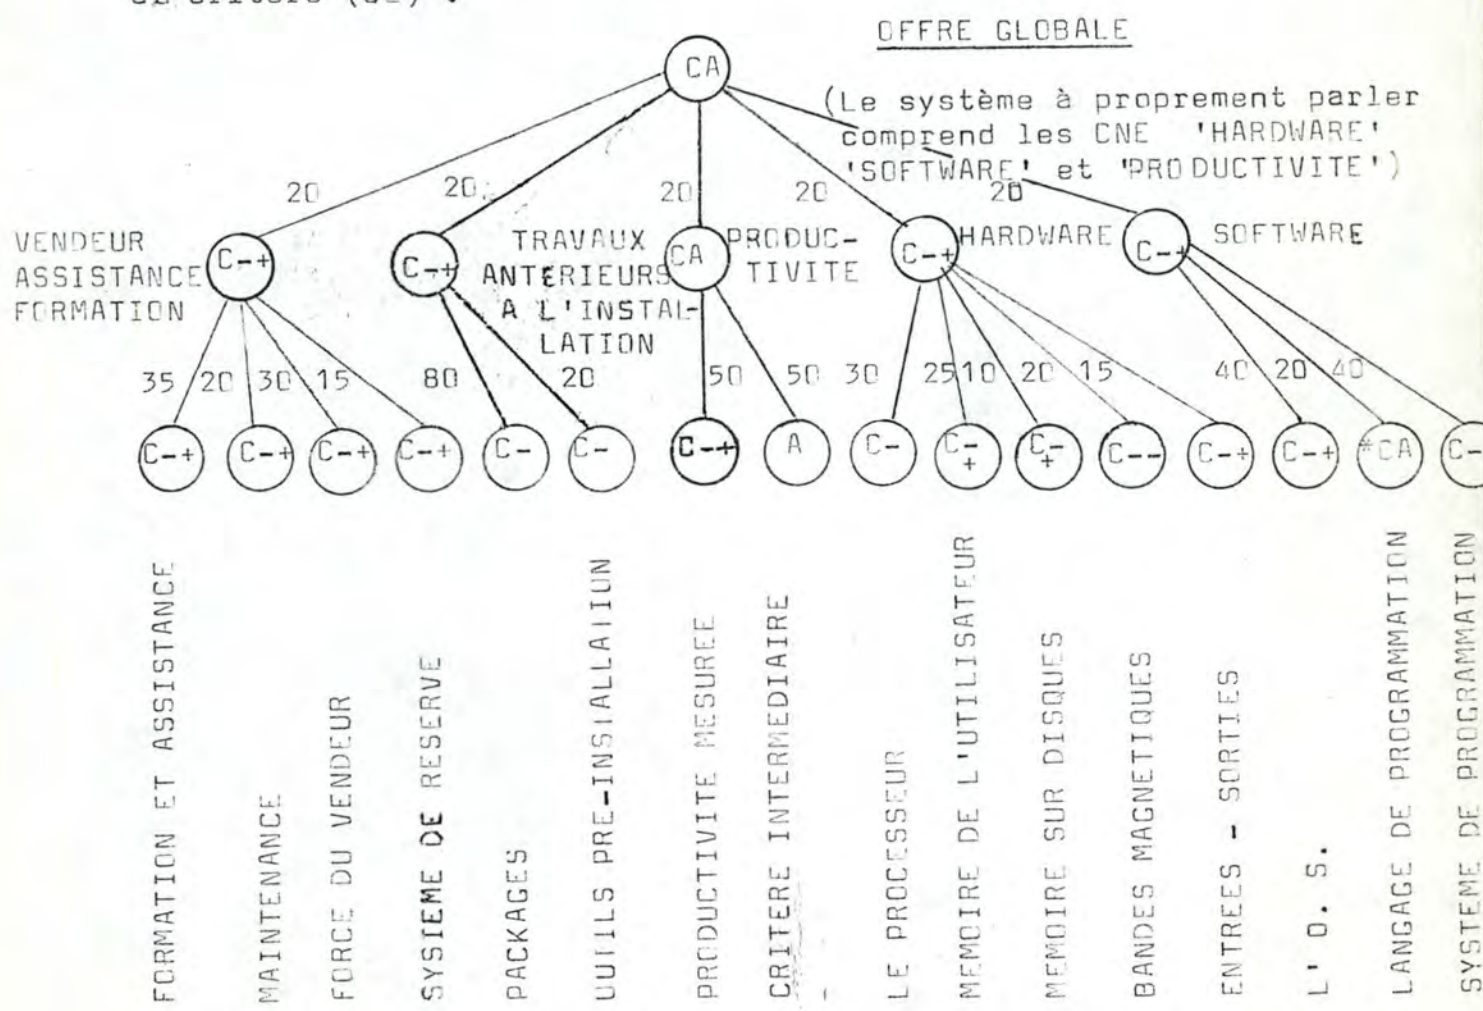 OFFRE GLOBALE
CA
(Le système à proprement parler
comprend les CNE 'HARDWARE'
'SOFTWARE' et 'PRODUCTIVITE')
20 20 20 20 20
VENDEUR
ASSISTANCE
FORMATION
C-+
C-+
TRAVAUX
ANTERIEURS
A L'INSTAL-
LATION
CA
PRODUC-
TIVITE
C-+
HARDWARE
C-+
SOFTWARE
35 20 30 15 80 20 50 50 30 25 10 20 15 40 20 40
C-+ C-+ C-+ C-+ C- C- C-+ A C- C-+ C-+ C-- C-+ C-+ *CA C-
FORMATION ET ASSISTANCE
MAINTENANCE
FORCE DU VENDEUR
SYSTEME DE RESERVE
PACKAGES
OUTILS PRE-INSTALLATION
PRODUCTIVITE MESUREE
CRITERE INTERMEDIAIRE
LE PROCESSEUR
MEMOIRE DE L'UTILISATEUR
MEMOIRE SUR DISQUES
BANDES MAGNETIQUES
ENTREES - SORTIES
L' O. S.
LANGAGE DE PROGRAMMATION
SYSTEME DE PROGRAMMATION